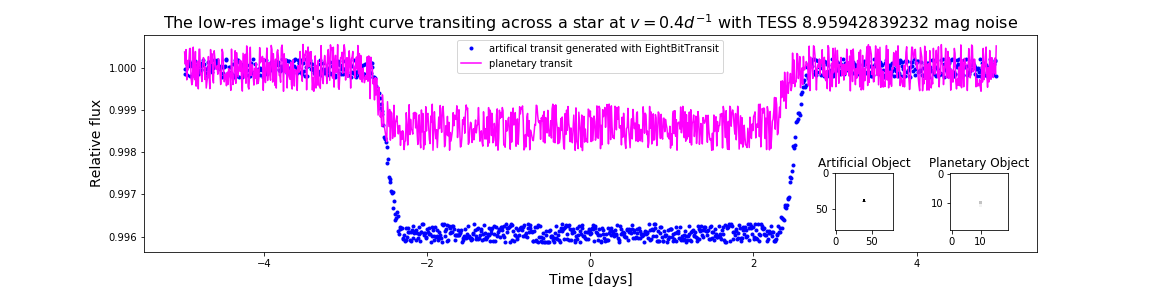 The low-res image's light curve transiting across a star at v = 0.4d⁻¹ with TESS 8.95942839232 mag noise
artifical transit generated with EightBitTransit
planetary transit
Relative flux
1.000
0.999
0.998
0.997
0.996
Artificial Object
Planetary Object
0
50
0
50
0
10
0
10
−4
−2
0
2
4
Time [days]